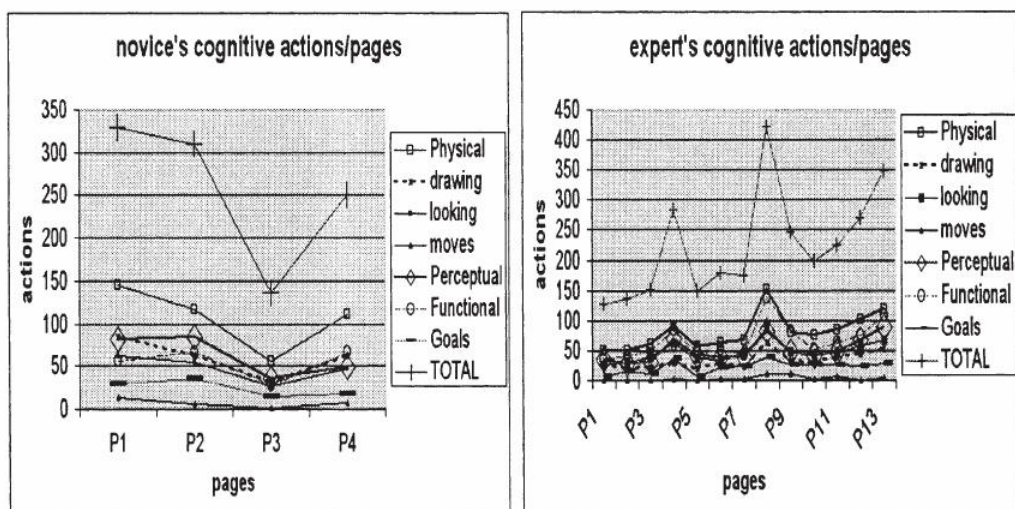 novice's cognitive actions/pages
350
300
250
200
150
100
50
0
actions
P1 P2 P3 P4
pages
Physical
drawing
looking
moves
Perceptual
Functional
Goals
TOTAL
expert's cognitive actions/pages
450
400
350
300
250
200
150
100
50
0
actions
P1 P3 P5 P7 P9 P11 P13
pages
Physical
drawing
looking
moves
Perceptual
Functional
Goals
TOTAL